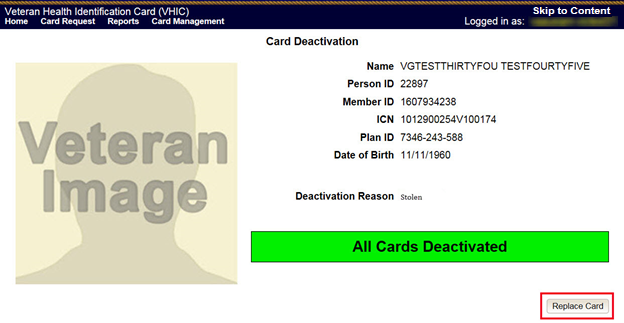 Veteran Health Identification Card (VHIC)
Skip to Content
Home Card Request Reports Card Management
Logged in as:
Card Deactivation
Name VGTESTTHIRTYFOU TESTFOURTYFIVE
Person ID 22897
Member ID 1607934238
ICN 1012900254V100174
Plan ID 7346-243-588
Date of Birth 11/11/1960
Veteran
Image
Deactivation Reason Stolen
All Cards Deactivated
Replace Card